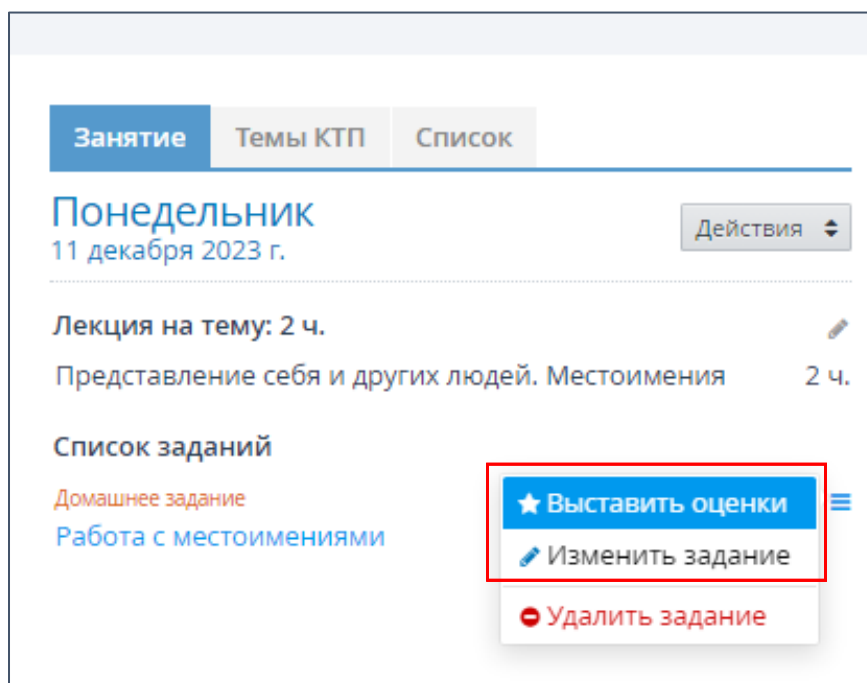 Занятие Темы КТП Список
Понедельник
11 декабря 2023 г.
Действия
Лекция на тему: 2 ч.
Представление себя и других людей. Местоимения 2 ч.
Список заданий
Домашнее задание
Работа с местоимениями
Выставить оценки
Изменить задание
Удалить задание